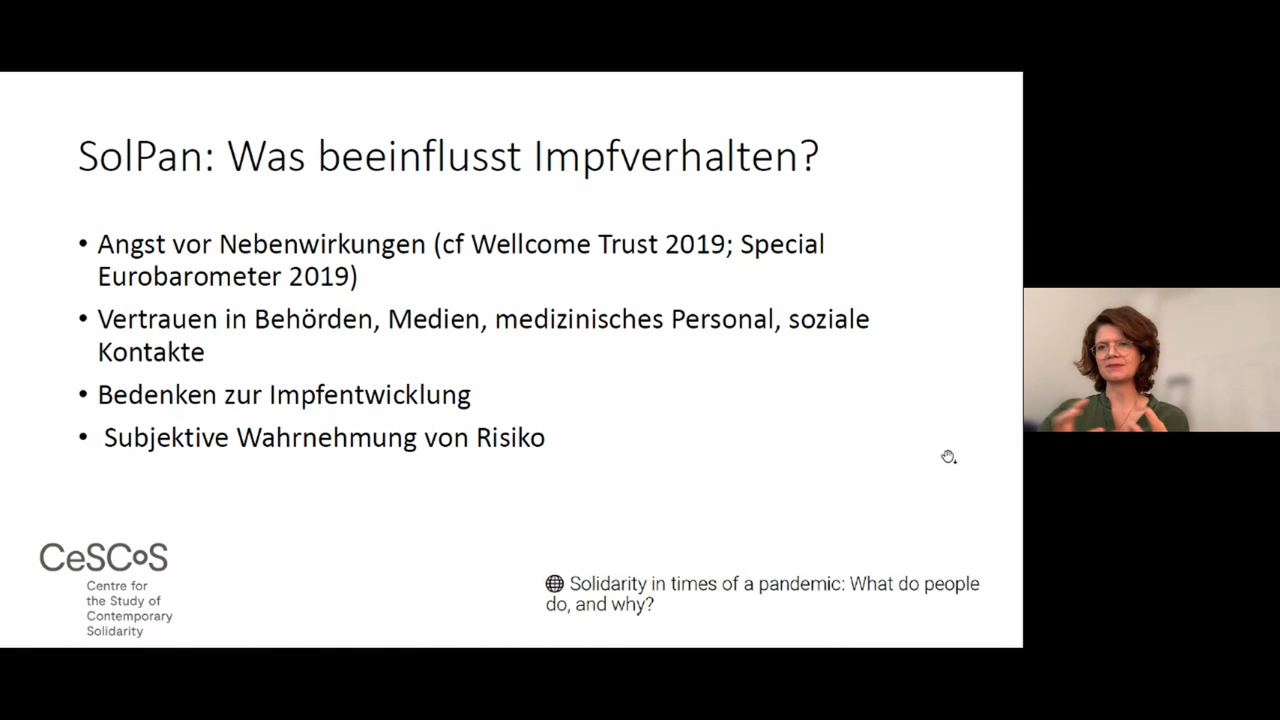 SolPan: Was beeinflusst Impfverhalten?
• Angst vor Nebenwirkungen (cf Wellcome Trust 2019; Special
Eurobarometer 2019)
• Vertrauen in Behörden, Medien, medizinisches Personal, soziale
Kontakte
• Bedenken zur Impfentwicklung
• Subjektive Wahrnehmung von Risiko
CeSCoS
Centre for
the Study of
Contemporary
Solidarity
Solidarity in times of a pandemic: What do people
do, and why?